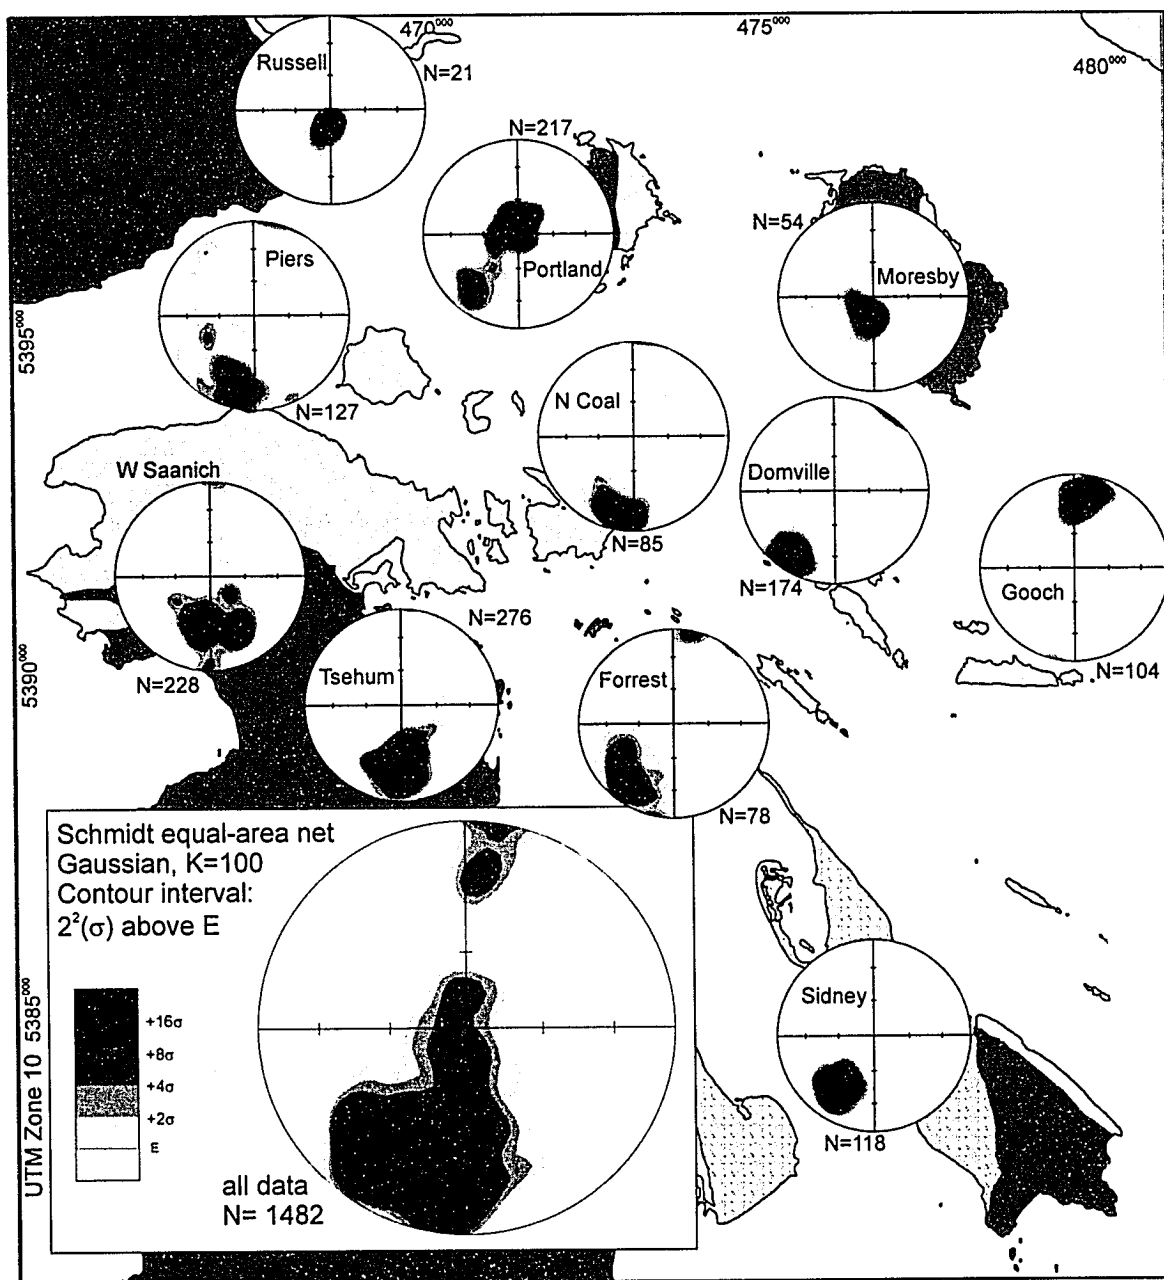 470⁰⁰⁰
475⁰⁰⁰
480⁰⁰⁰
Russell
N=21
N=217
Portland
N=54
Moresby
Piers
N=127
5395⁰⁰⁰
N Coal
N=85
Domville
N=174
Gooch
N=104
W Saanich
N=228
N=276
Tsehum
Forrest
N=78
5390⁰⁰⁰
Schmidt equal-area net
Gaussian, K=100
Contour interval:
2²(σ) above E
+16σ
+8σ
+4σ
+2σ
E
all data
N= 1482
Sidney
N=118
UTM Zone 10 5385⁰⁰⁰